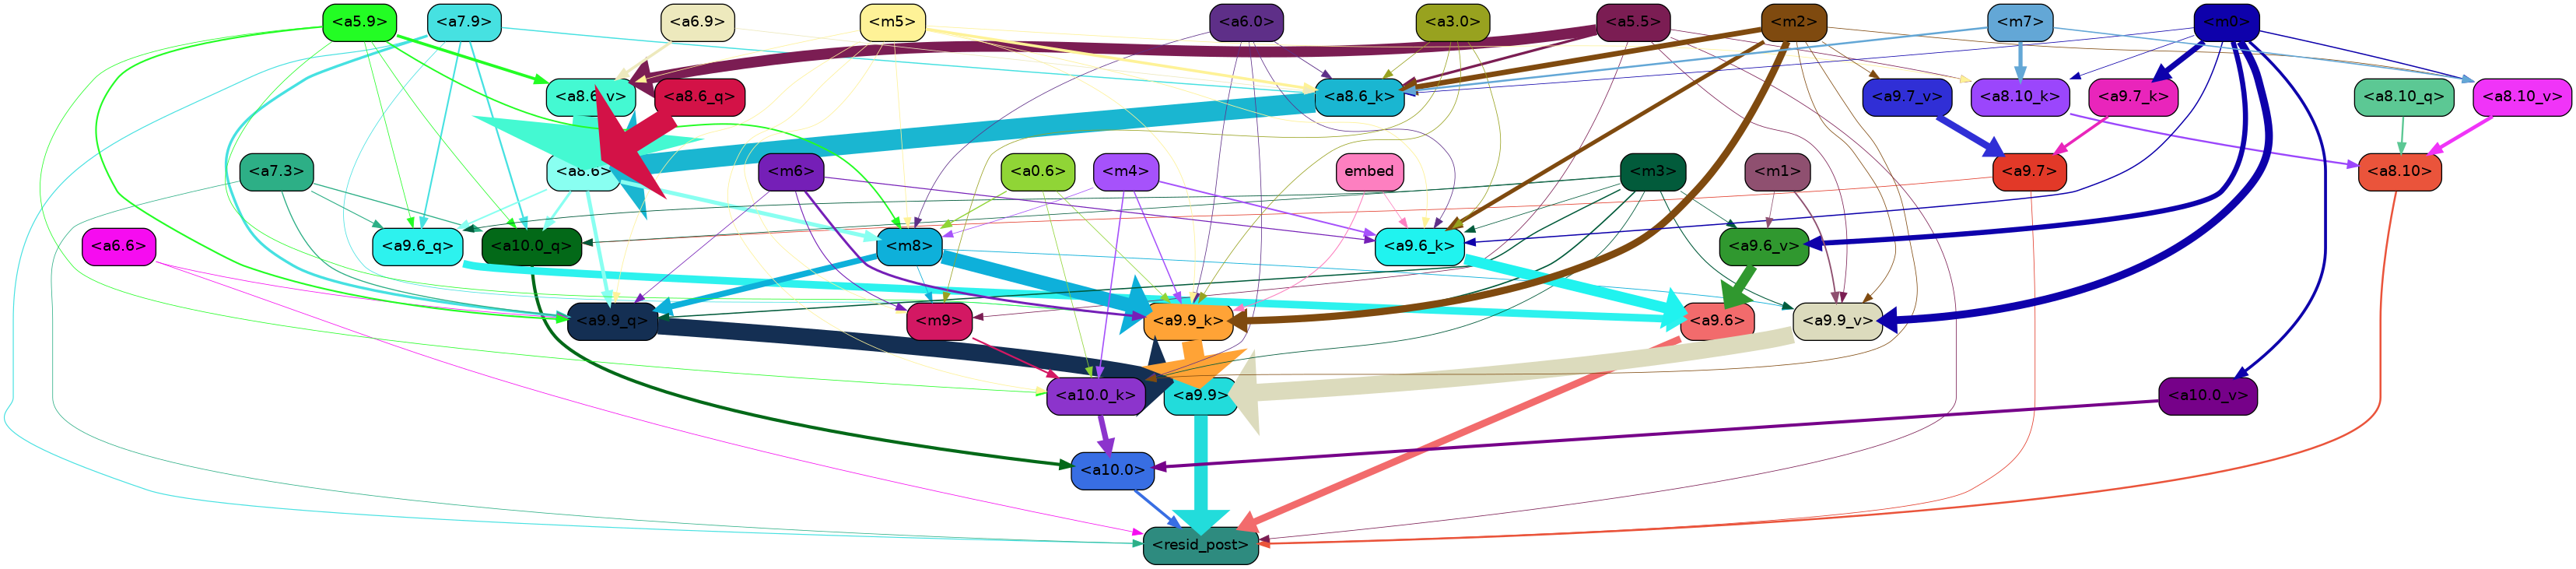 <a5.9> <a7.9> <a6.9> <m5> <a6.0> <a3.0> <a5.5> <m2> <m7> <m0>
<a8.6_v> <a8.6_q> <a8.6_k> <a9.7_v> <a8.10_k> <a9.7_k> <a8.10_q> <a8.10_v>
<a7.3> <a8.6> <m6> <a0.6> <m4> embed <m3> <m1> <a9.7> <a8.10>
<a6.6> <a9.6_q> <a10.0_q> <m8> <a9.6_k> <a9.6_v>
<a9.9_q> <m9> <a9.9_k> <a9.6> <a9.9_v>
<a10.0_k> <a9.9> <a10.0_v>
<a10.0>
<resid_post>